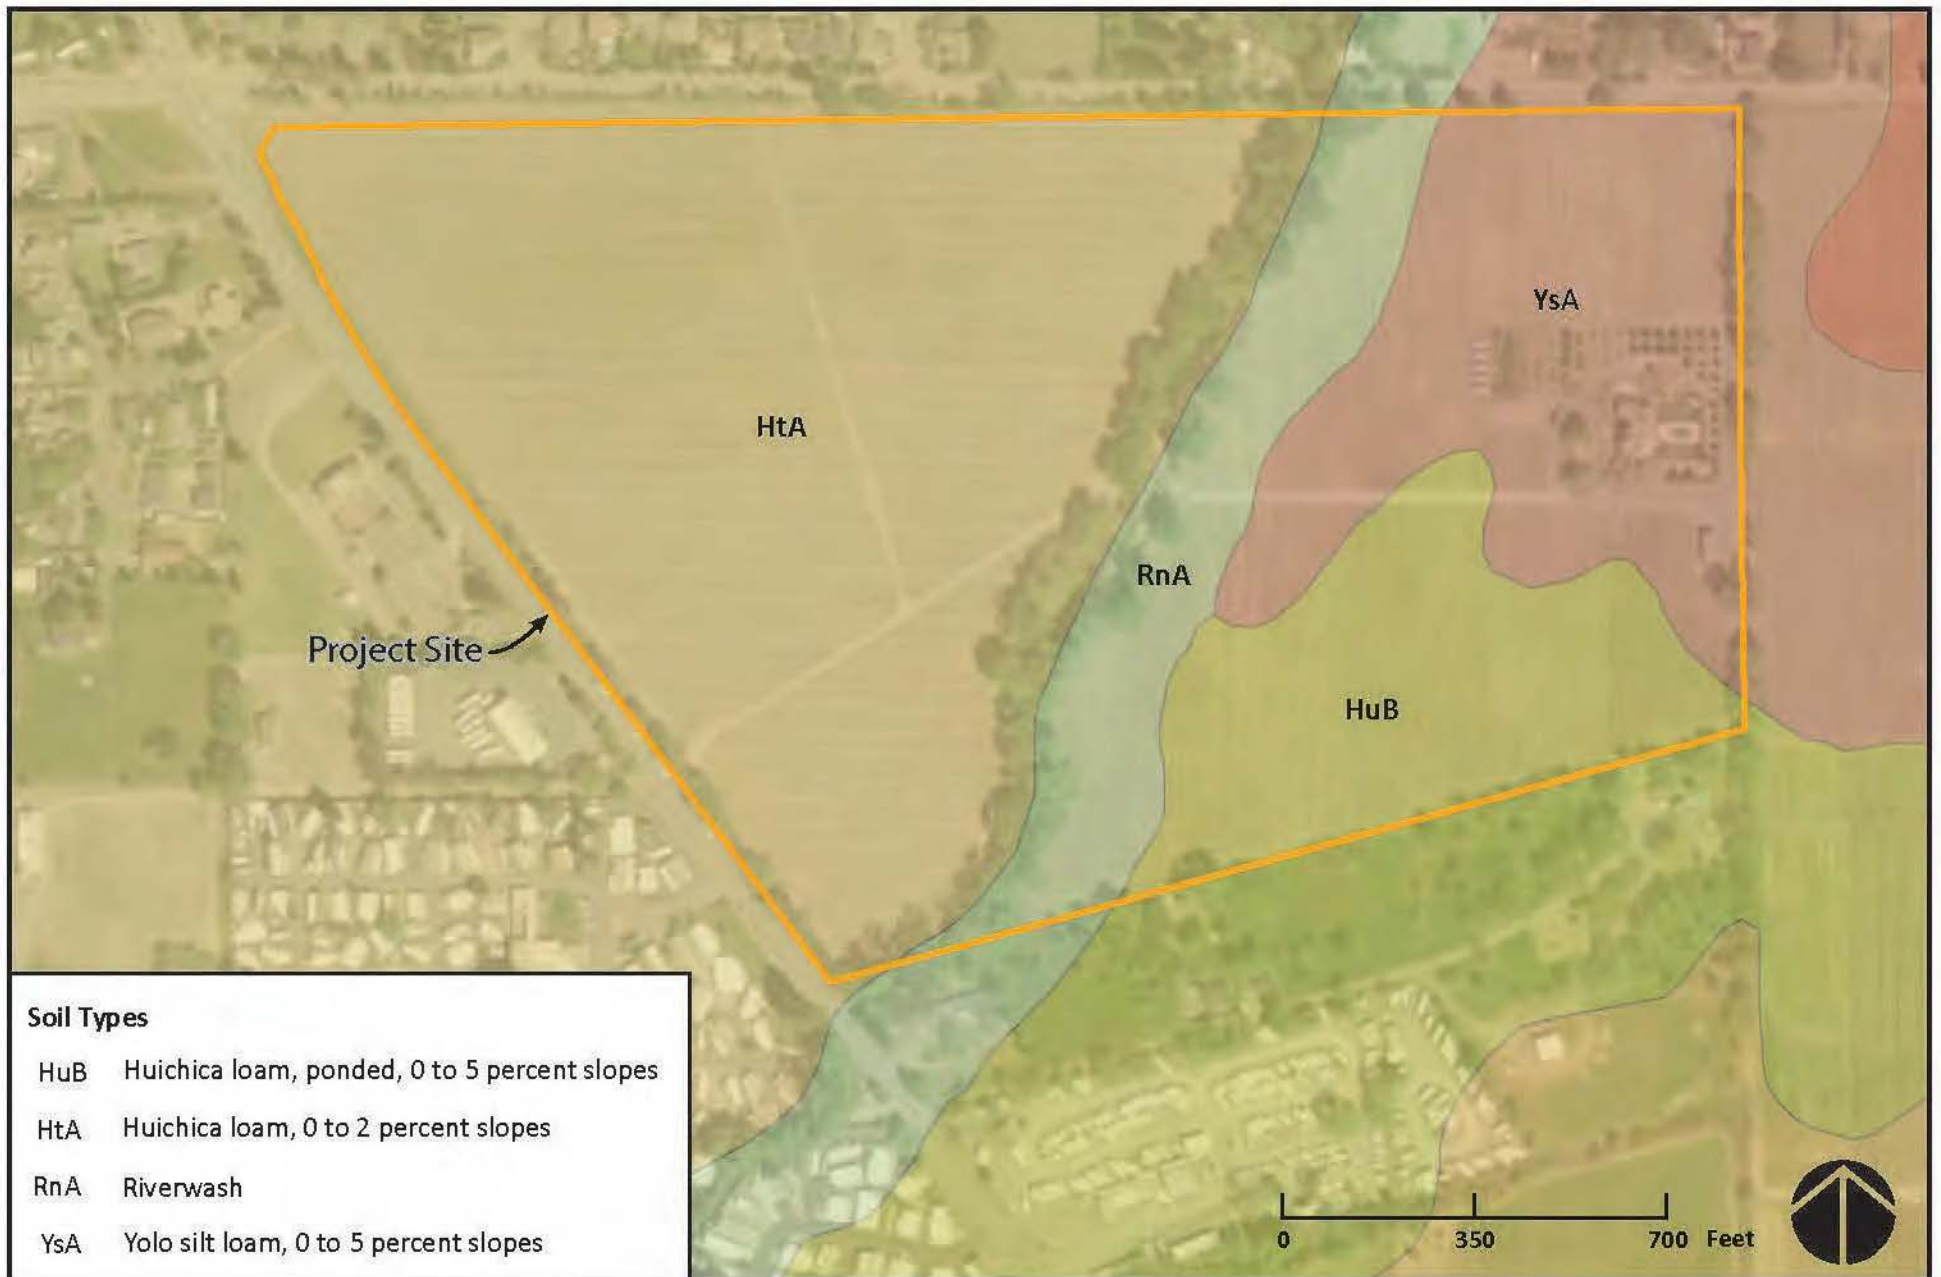 YsA
HtA
RnA
Project Site
HuB
Soil Types
HuB Huichica loam, ponded, 0 to 5 percent slopes
HtA Huichica loam, 0 to 2 percent slopes
RnA Riverwash
YsA Yolo silt loam, 0 to 5 percent slopes
0 350 700 Feet